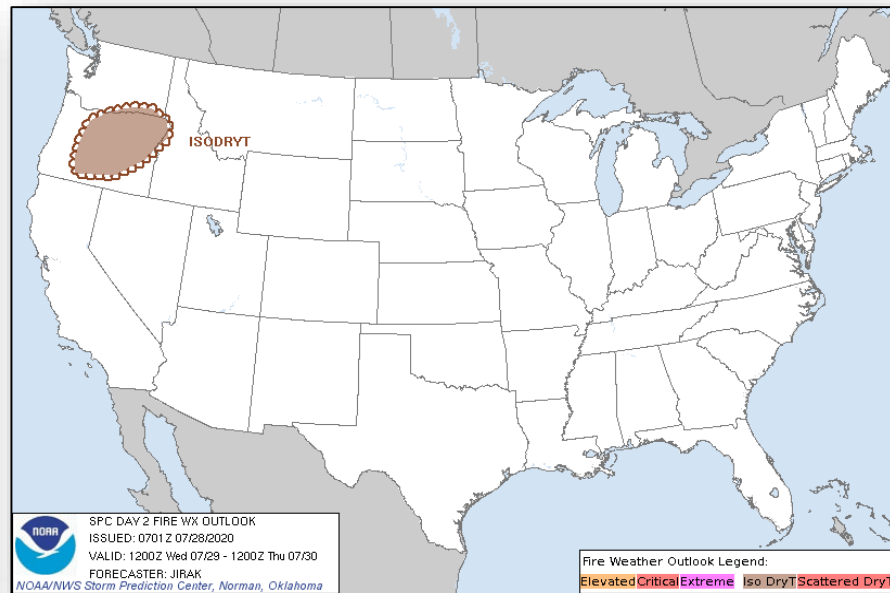 ISODRYT
NOAA
SPC DAY 2 FIRE WX OUTLOOK
ISSUED: 0701Z 07/28/2020
VALID: 1200Z Wed 07/29 - 1200Z Thu 07/30
FORECASTER: JIRAK
NOAA/NWS Storm Prediction Center, Norman, Oklahoma
Fire Weather Outlook Legend:
Elevated Critical Extreme Iso DryT Scattered DryT